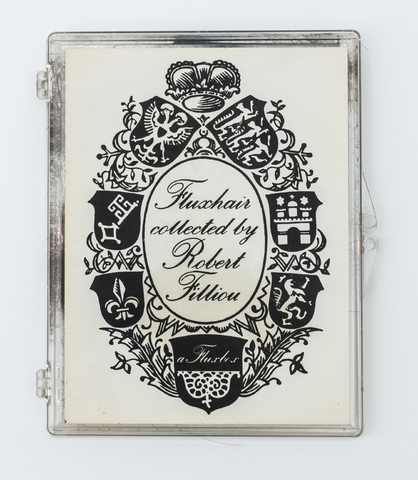 Fluxhair
collected by
Robert
Filliou
a Fluxbox